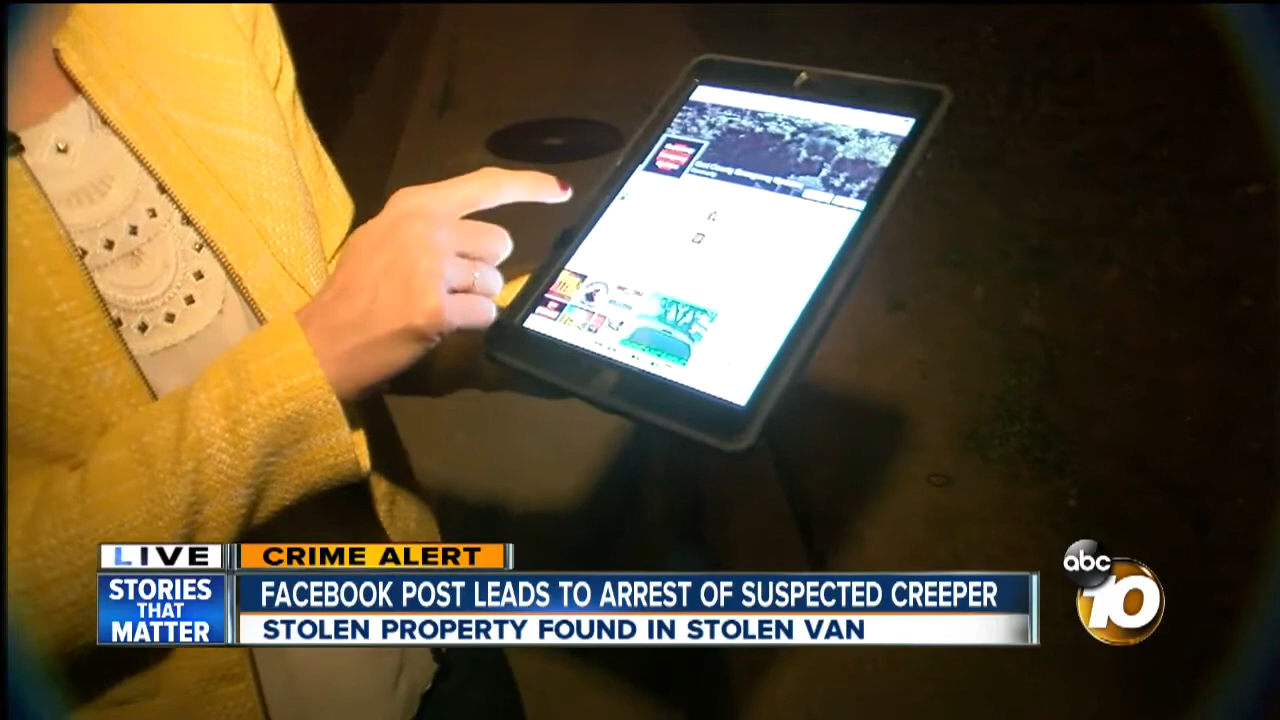 LIVE
CRIME ALERT
STORIES
THAT
MATTER
FACEBOOK POST LEADS TO ARREST OF SUSPECTED CREEPER
STOLEN PROPERTY FOUND IN STOLEN VAN
abc
10